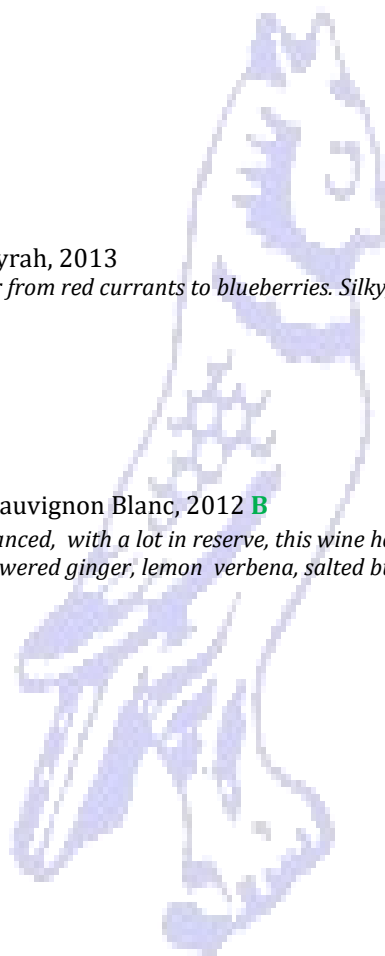 yrah, 2013
from red currants to blueberries. Silky,
auvignon Blanc, 2012 B
anced, with a lot in reserve, this wine
wered ginger, lemon verbena, salted